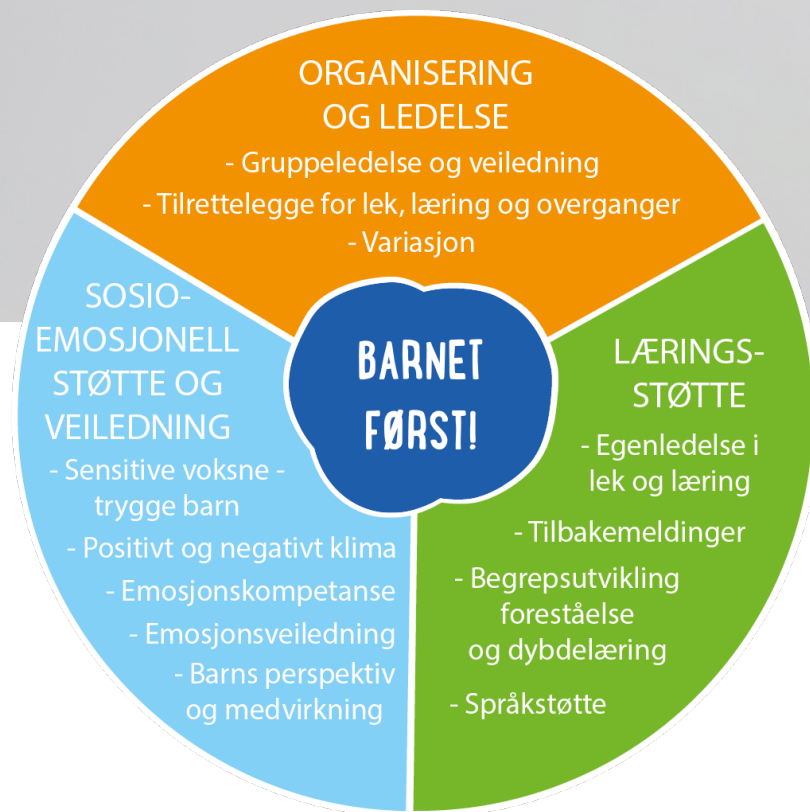 ORGANISERING
OG LEDELSE
- Gruppeledelse og veiledning
- Tilrettelegge for lek, læring og overganger
- Variasjon
SOSIO-
EMOSJONELL
STØTTE OG
VEILEDNING
- Sensitive voksne -
trygge barn
- Positivt og negativt klima
- Emosjonskompetanse
- Emosjonsveiledning
- Barns perspektiv
og medvirkning
BARNET
FØRST!
LÆRINGS-
STØTTE
- Egenledelse i
lek og læring
- Tilbakemeldinger
- Begrepsutvikling
foreståelse
og dybdelæring
- Språkstøtte